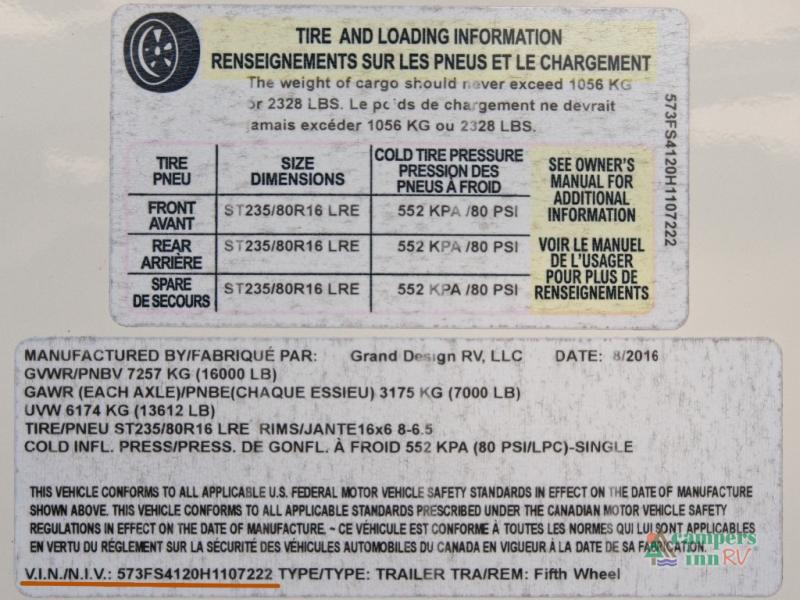 TIRE AND LOADING INFORMATION
RENSEIGNEMENTS SUR LES PNEUS ET LE CHARGEMENT
The weight of cargo should never exceed 1056 KG
or 2328 LBS. Le poids de chargement ne devrait
jamais excéder 1056 KG ou 2328 LBS.
573FS4120H1107222
TIRE
PNEU
SIZE
DIMENSIONS
COLD TIRE PRESSURE
PRESSION DES
PNEUS À FROID
SEE OWNER'S
MANUAL FOR
ADDITIONAL
INFORMATION
FRONT
AVANT
ST235/80R16 LRE
552 KPA /80 PSI
REAR
ARRIÈRE
ST235/80R16 LRE
552 KPA /80 PSI
VOIR LE MANUEL
DE L'USAGER
POUR PLUS DE
RENSEIGNEMENTS
SPARE
DE SECOURS
ST235/80R16 LRE
552 KPA /80 PSI
MANUFACTURED BY/FABRIQUÉ PAR: Grand Design RV, LLC DATE: 8/2016
GVWR/PNBV 7257 KG (16000 LB)
GAWR (EACH AXLE)/PNBE(CHAQUE ESSIEU) 3175 KG (7000 LB)
UVW 6174 KG (13612 LB)
TIRE/PNEU ST235/80R16 LRE RIMS/JANTE16x6 8-6.5
COLD INFL. PRESS/PRESS. DE GONFL. À FROID 552 KPA (80 PSI/LPC)-SINGLE
THIS VEHICLE CONFORMS TO ALL APPLICABLE U.S. FEDERAL MOTOR VEHICLE SAFETY STANDARDS IN EFFECT ON THE DATE OF MANUFACTURE
SHOWN ABOVE. THIS VEHICLE CONFORMS TO ALL APPLICABLE STANDARDS PRESCRIBED UNDER THE CANADIAN MOTOR VEHICLE SAFETY
REGULATIONS IN EFFECT ON THE DATE OF MANUFACTURE. ~ CE VÉHICULE EST CONFORME À TOUTES LES NORMES QUI LUI SONT APPLICABLES
EN VERTU DU RÉGLEMENT SUR LA SÉCURITÉ DES VÉHICULES AUTOMOBILES DU CANADA EN VIGUEUR À LA DATE DE SA FABRICATION.
V.I.N./N.I.V.: 573FS4120H1107222 TYPE/TYPE: TRAILER TRA/REM: Fifth Wheel
campers
inn RV